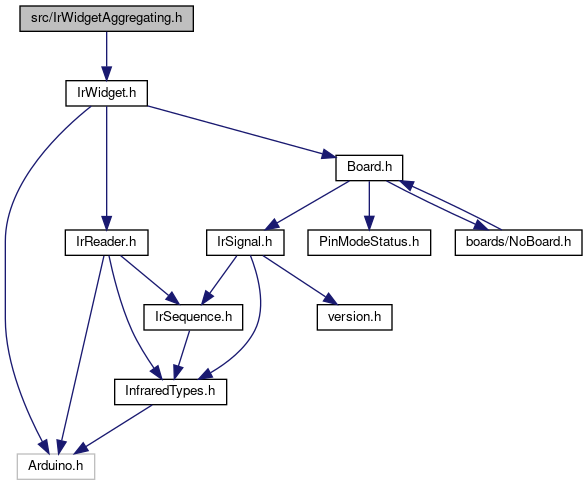 src/IrWidgetAggregating.h
IrWidget.h
Board.h
IrReader.h
IrSignal.h
PinModeStatus.h
boards/NoBoard.h
IrSequence.h
version.h
InfraredTypes.h
Arduino.h